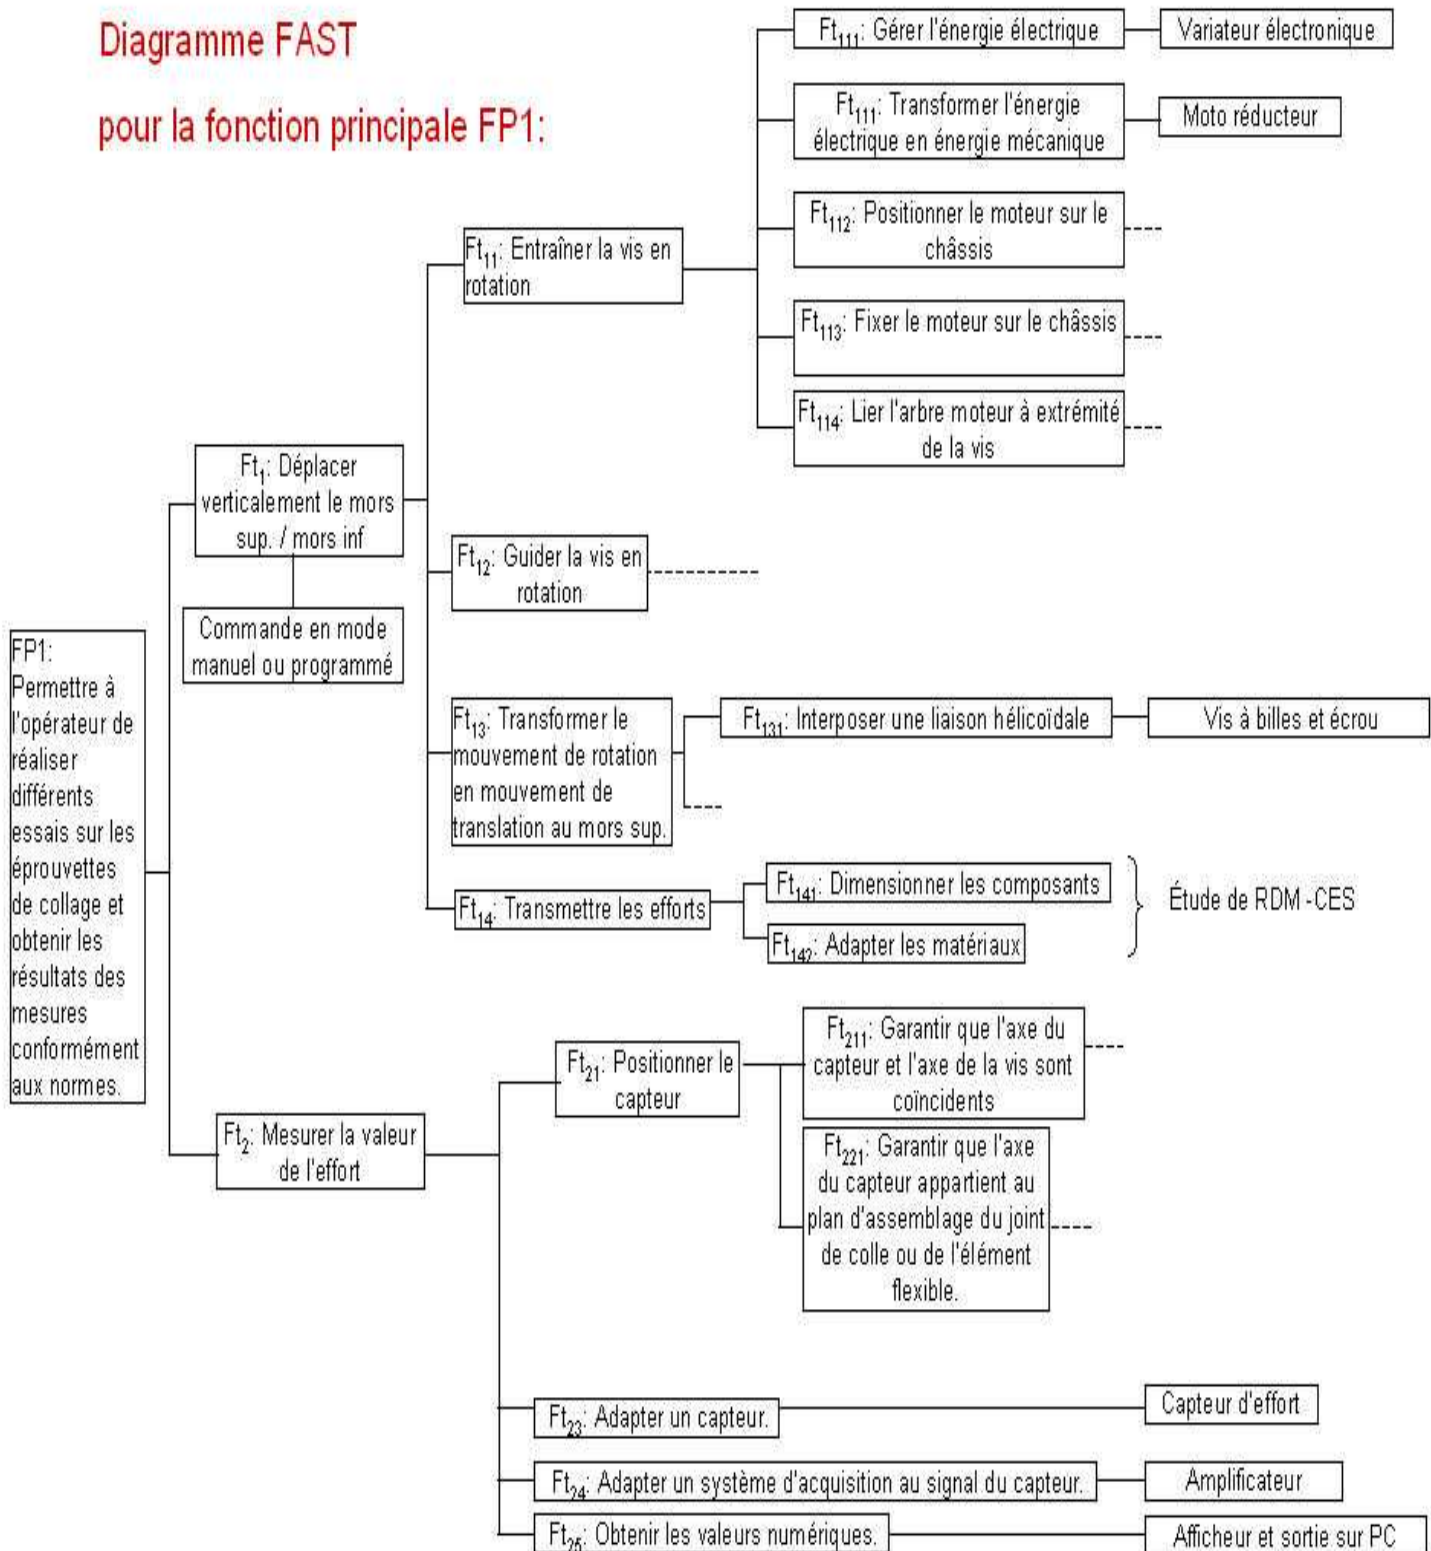 Diagramme FAST
pour la fonction principale FP1:
Ft111: Gérer l'énergie électrique
Variateur électronique
Ft111: Transformer l'énergie
électrique en énergie mécanique
Moto réducteur
Ft112: Positionner le moteur sur le
châssis
Ft11: Entraîner la vis en
rotation
Ft113: Fixer le moteur sur le châssis
Ft114: Lier l'arbre moteur à extrémité
de la vis
Ft1: Déplacer
verticalement le mors
sup. / mors inf
Commande en mode
manuel ou programmé
Ft12: Guider la vis en
rotation
FP1:
Permettre à
l'opérateur de
réaliser
différents
essais sur les
éprouvettes
de collage et
obtenir les
résultats des
mesures
conformément
aux normes.
Ft13: Transformer le
mouvement de rotation
en mouvement de
translation au mors sup.
Ft131: Interposer une liaison hélicoïdale
Vis à billes et écrou
Ft14: Transmettre les efforts
Ft141: Dimensionner les composants
Ft142: Adapter les matériaux
Étude de RDM -CES
Ft2: Mesurer la valeur
de l'effort
Ft21: Positionner le
capteur
Ft211: Garantir que l'axe du
capteur et l'axe de la vis sont
coïncidents
Ft221: Garantir que l'axe
du capteur appartient au
plan d'assemblage du joint
de colle ou de l'élément
flexible.
Ft23: Adapter un capteur.
Capteur d'effort
Ft24: Adapter un système d'acquisition au signal du capteur.
Amplificateur
Ft25: Obtenir les valeurs numériques.
Afficheur et sortie sur PC